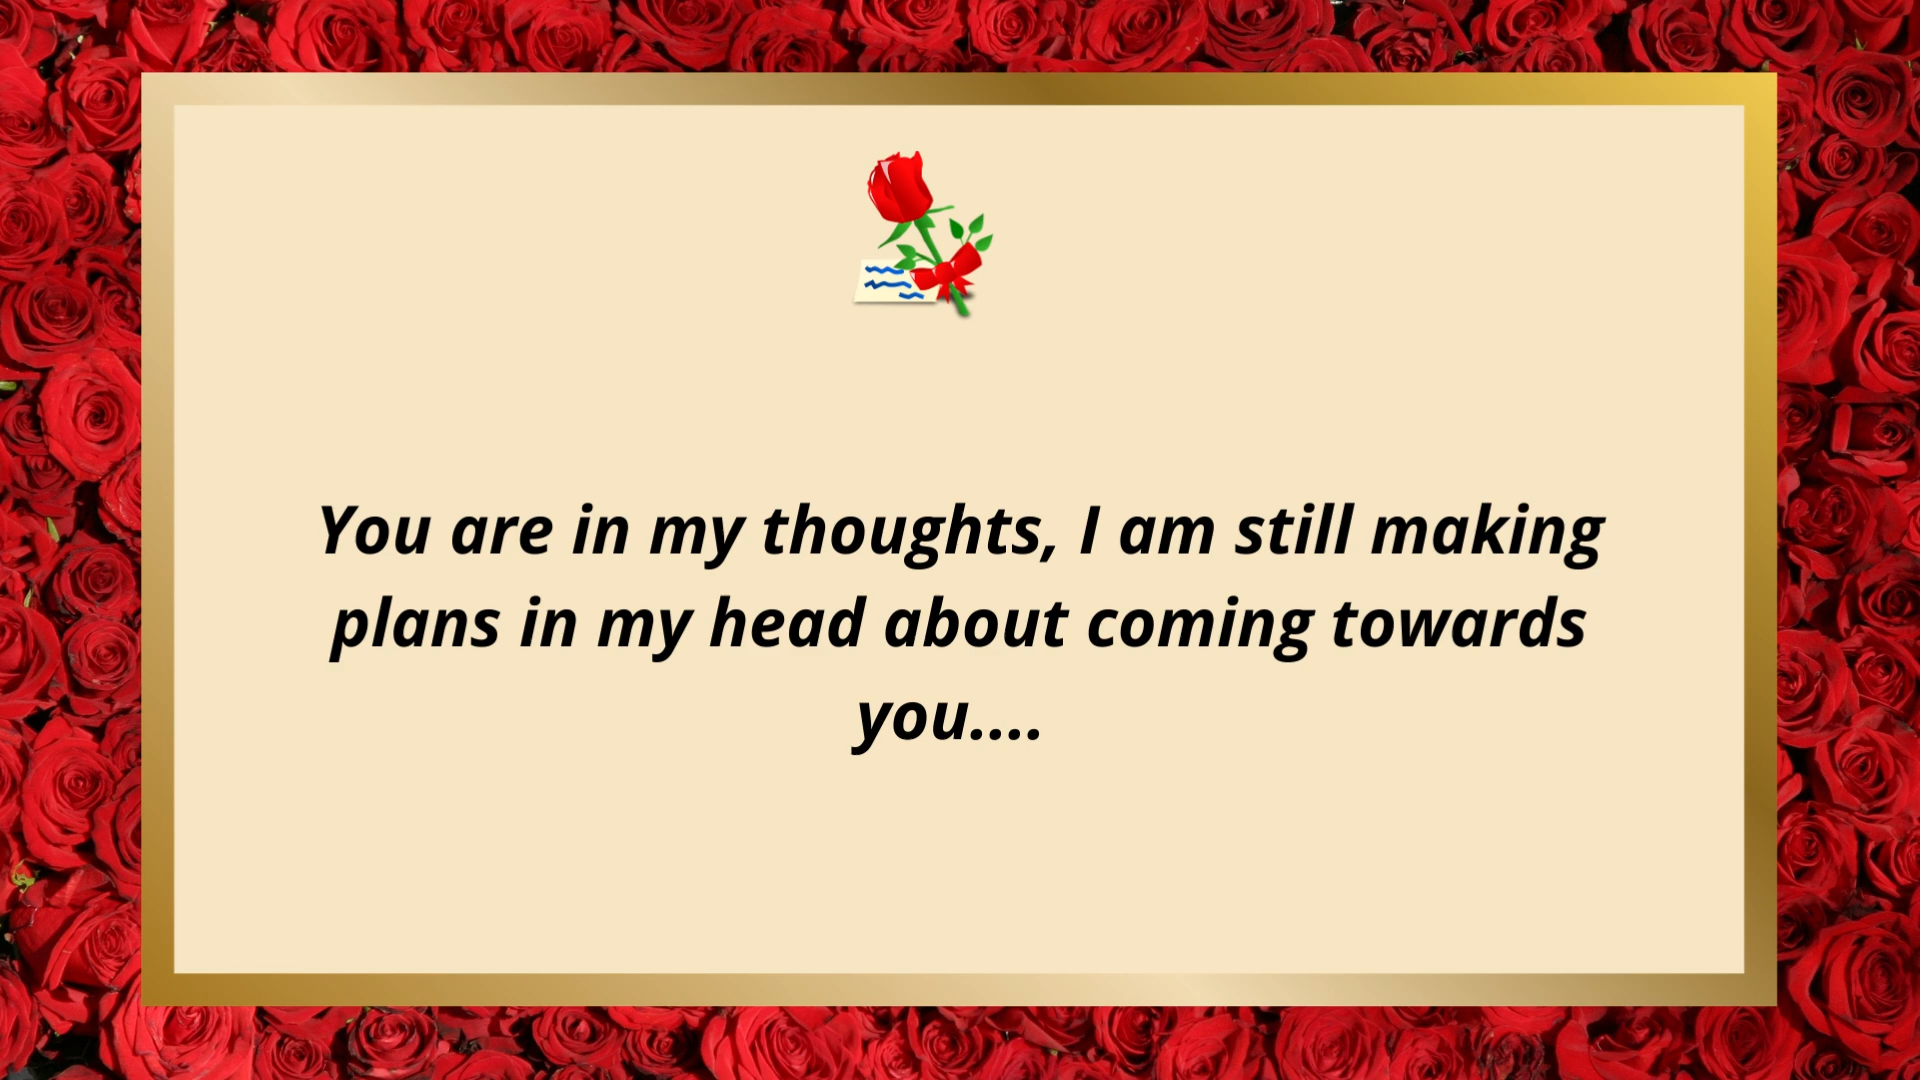 You are in my thoughts, I am still making
plans in my head about coming towards
you....